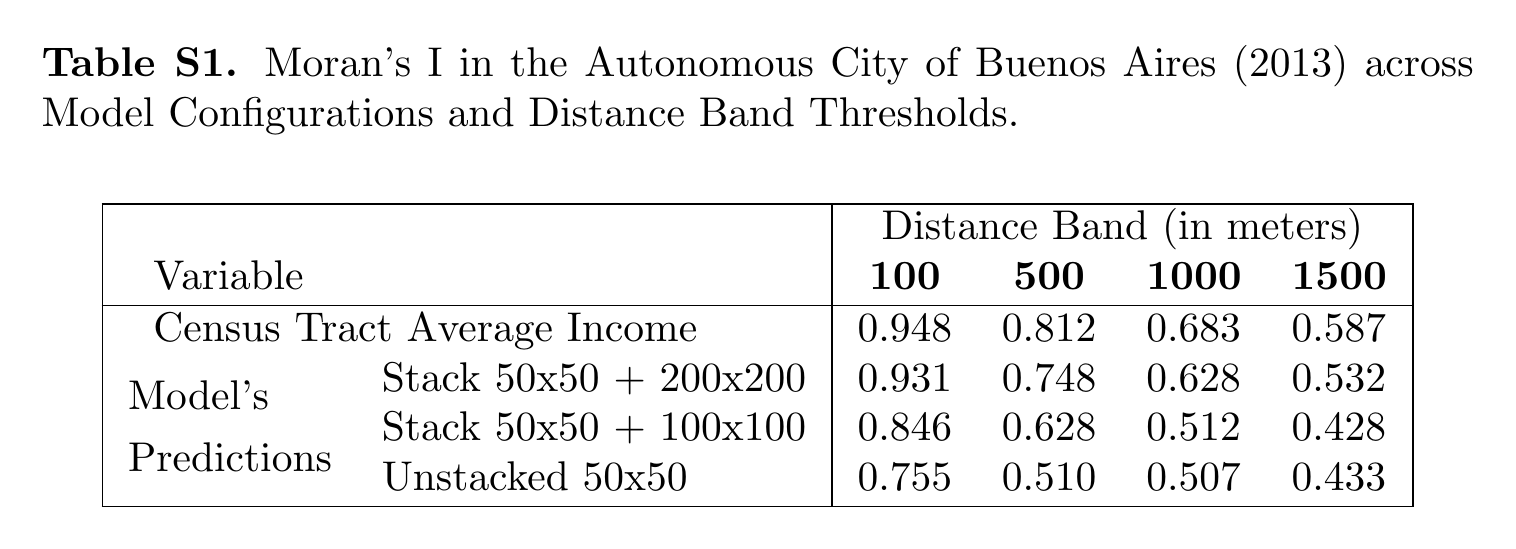 Table S1. Moran's I in the Autonomous City of Buenos Aires (2013) across
Model Configurations and Distance Band Thresholds.
Distance Band (in meters)
Variable 100 500 1000 1500
Census Tract Average Income 0.948 0.812 0.683 0.587
Model's
Predictions
Stack 50x50 + 200x200 0.931 0.748 0.628 0.532
Stack 50x50 + 100x100 0.846 0.628 0.512 0.428
Unstacked 50x50 0.755 0.510 0.507 0.433